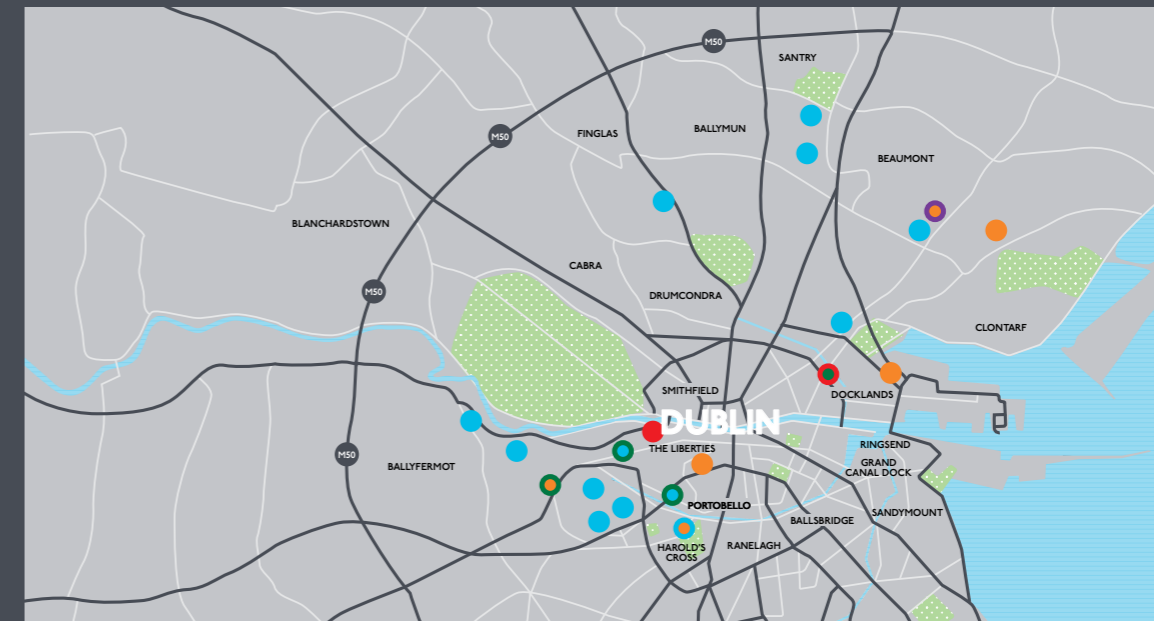 M50
SANTRY
M50
FINGLAS
BALLYMUN
BEAUMONT
BLANCHARDSTOWN
CABRA
M50
DRUMCONDRA
CLONTARF
SMITHFIELD
DOCKLANDS
DUBLIN
THE LIBERTIES
RINGSEND
M50
BALLYFERMOT
GRAND
CANAL DOCK
PORTOBELLO
SANDYMOUNT
BALLSBRIDGE
HAROLD'S
CROSS
RANELAGH